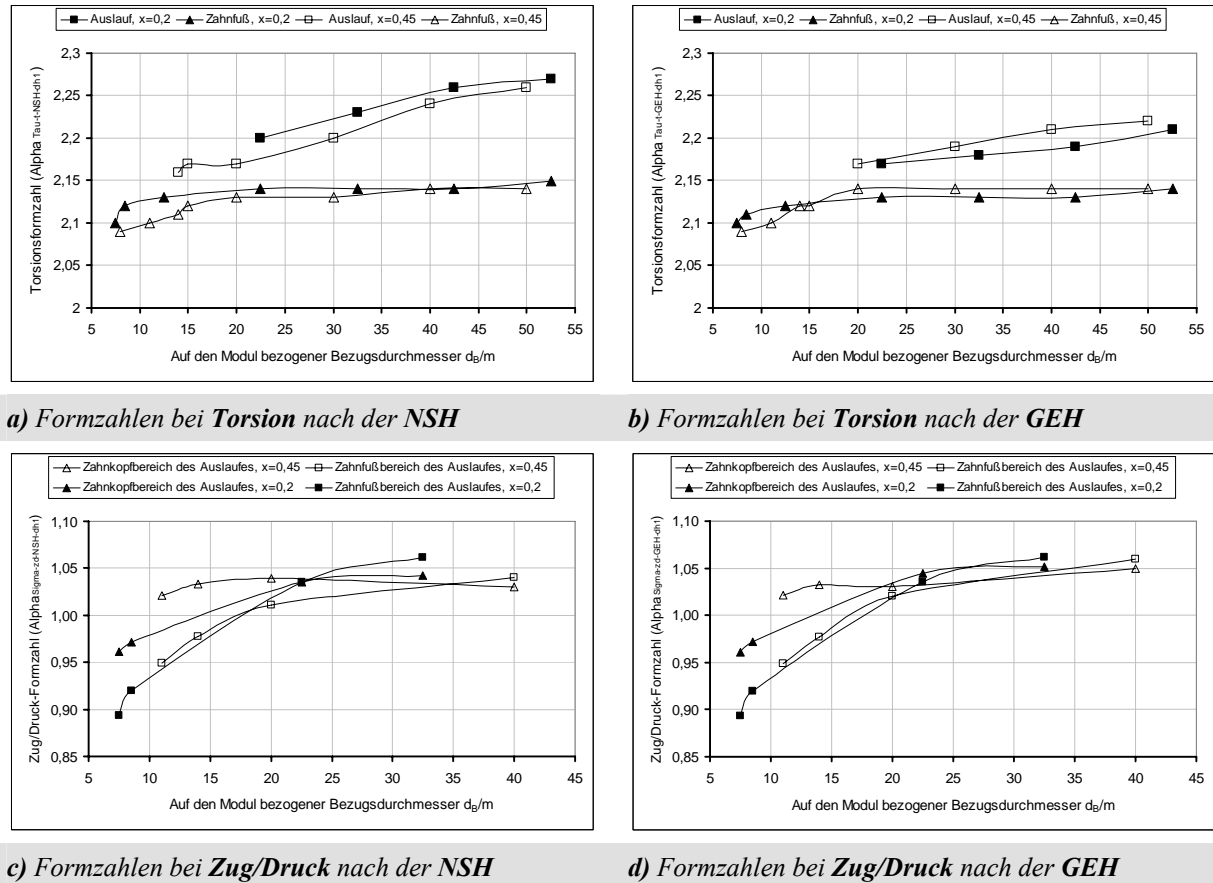 Auslauf, x=0,2 Zahnfuß, x=0,2 Auslauf, x=0,45 Zahnfuß, x=0,45
2,3
2,25
2,2
2,15
2,1
2,05
2
Torsionsformzahl (Alpha Tau-t-NSH-dh1)
5 10 15 20 25 30 35 40 45 50 55
Auf den Modul bezogener Bezugsdurchmesser dB/m
a) Formzahlen bei Torsion nach der NSH
Auslauf, x=0,2 Zahnfuß, x=0,2 Auslauf, x=0,45 Zahnfuß, x=0,45
2,3
2,25
2,2
2,15
2,1
2,05
2
Torsionsformzahl (Alpha Tau-t-GEH-dh1)
5 10 15 20 25 30 35 40 45 50 55
Auf den Modul bezogener Bezugsdurchmesser dB/m
b) Formzahlen bei Torsion nach der GEH
Zahnkopfbereich des Auslaufes, x=0,45 Zahnfußbereich des Auslaufes, x=0,45
Zahnkopfbereich des Auslaufes, x=0,2 Zahnfußbereich des Auslaufes, x=0,2
1,10
1,05
1,00
0,95
0,90
0,85
Zug/Druck-Formzahl (AlphaSigma-zd-NSH-dh1)
5 10 15 20 25 30 35 40 45
Auf den Modul bezogener Bezugsdurchmesser dB/m
c) Formzahlen bei Zug/Druck nach der NSH
Zahnkopfbereich des Auslaufes, x=0,45 Zahnfußbereich des Auslaufes, x=0,45
Zahnkopfbereich des Auslaufes, x=0,2 Zahnfußbereich des Auslaufes, x=0,2
1,10
1,05
1,00
0,95
0,90
0,85
Zug/Druck-Formzahl (AlphaSigma-zd-GEH-dh1)
5 10 15 20 25 30 35 40 45
Auf den Modul bezogener Bezugsdurchmesser dB/m
d) Formzahlen bei Zug/Druck nach der GEH